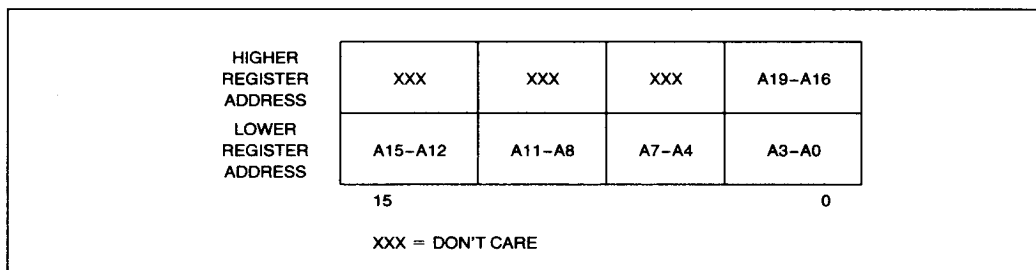 HIGHER
REGISTER
ADDRESS
XXX XXX XXX A19–A16
LOWER
REGISTER
ADDRESS
A15–A12 A11–A8 A7–A4 A3–A0
15 0
XXX = DON'T CARE